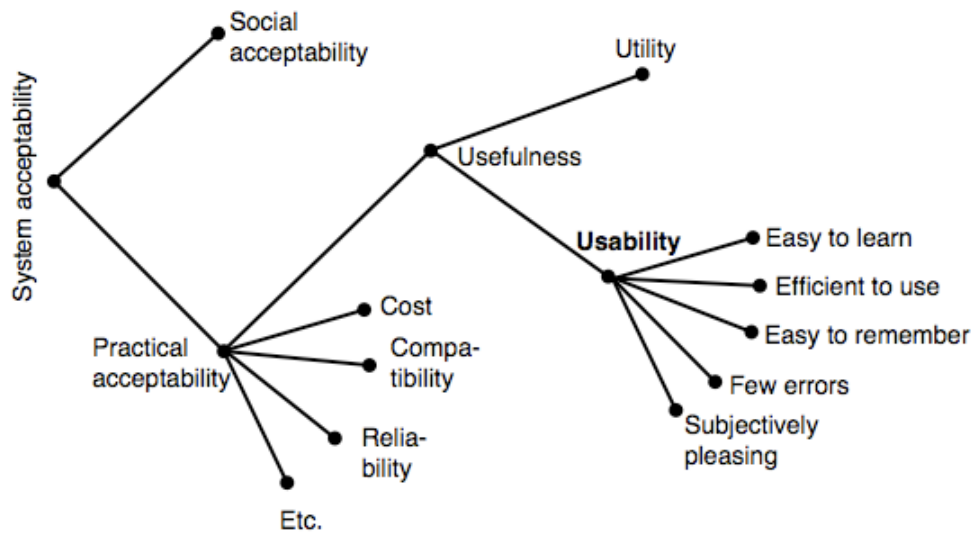 System acceptability
Social
acceptability
Practical
acceptability
Usefulness
Utility
Usability
Easy to learn
Efficient to use
Easy to remember
Few errors
Subjectively
pleasing
Cost
Compa-
tibility
Relia-
bility
Etc.